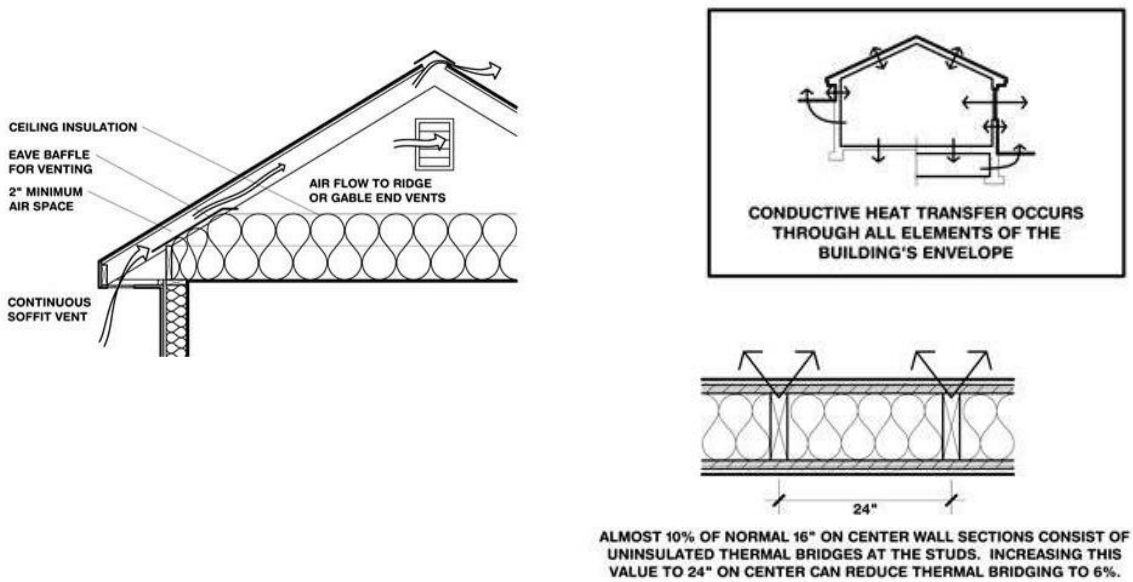 CEILING INSULATION
EAVE BAFFLE
FOR VENTING
2" MINIMUM
AIR SPACE
AIR FLOW TO RIDGE
OR GABLE END VENTS
CONTINUOUS
SOFFIT VENT
CONDUCTIVE HEAT TRANSFER OCCURS
THROUGH ALL ELEMENTS OF THE
BUILDING'S ENVELOPE
24"
ALMOST 10% OF NORMAL 16" ON CENTER WALL SECTIONS CONSIST OF
UNINSULATED THERMAL BRIDGES AT THE STUDS. INCREASING THIS
VALUE TO 24" ON CENTER CAN REDUCE THERMAL BRIDGING TO 6%.